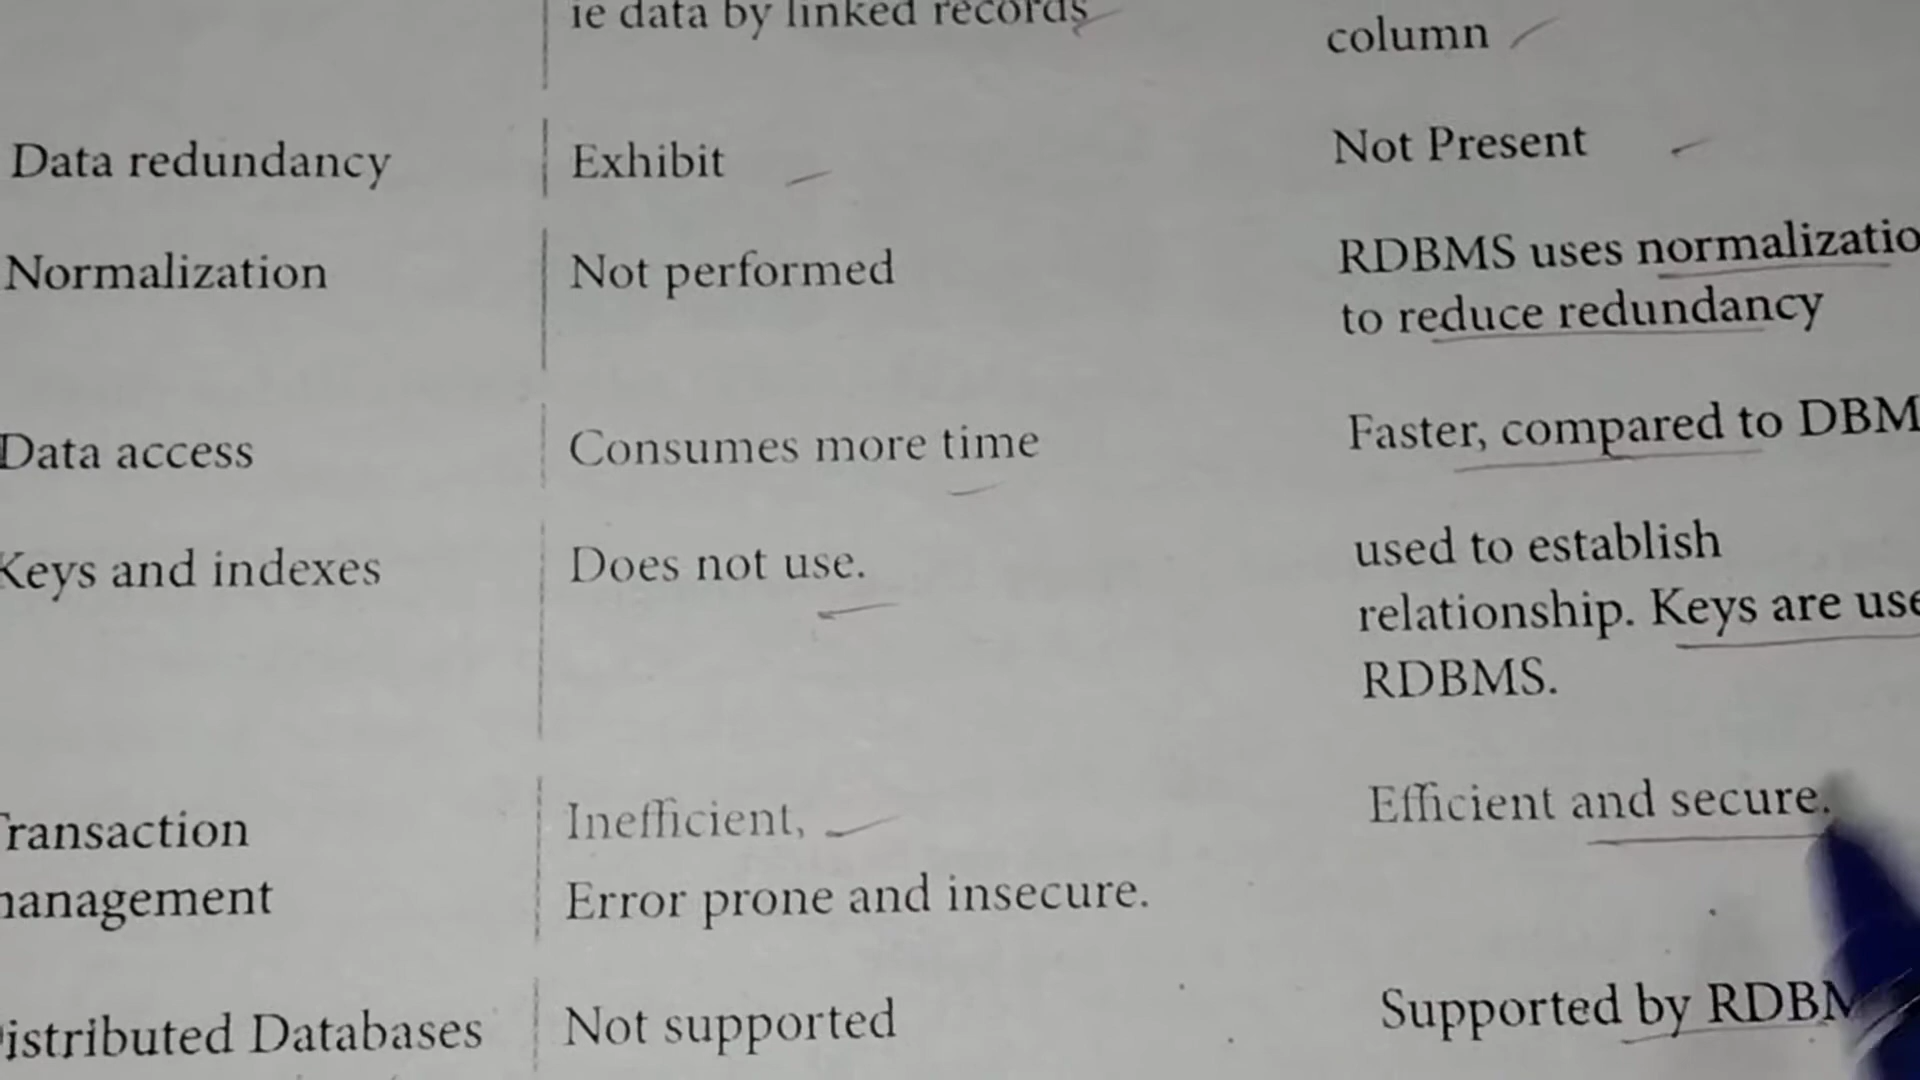 ie data by linked records
column
Data redundancy Exhibit Not Present
Normalization Not performed RDBMS uses normalizatio
to reduce redundancy
Data access Consumes more time Faster, compared to DBM
Keys and indexes Does not use. used to establish
relationship. Keys are use
RDBMS.
Transaction Inefficient, Efficient and secure.
management Error prone and insecure.
istributed Databases Not supported Supported by RDBM